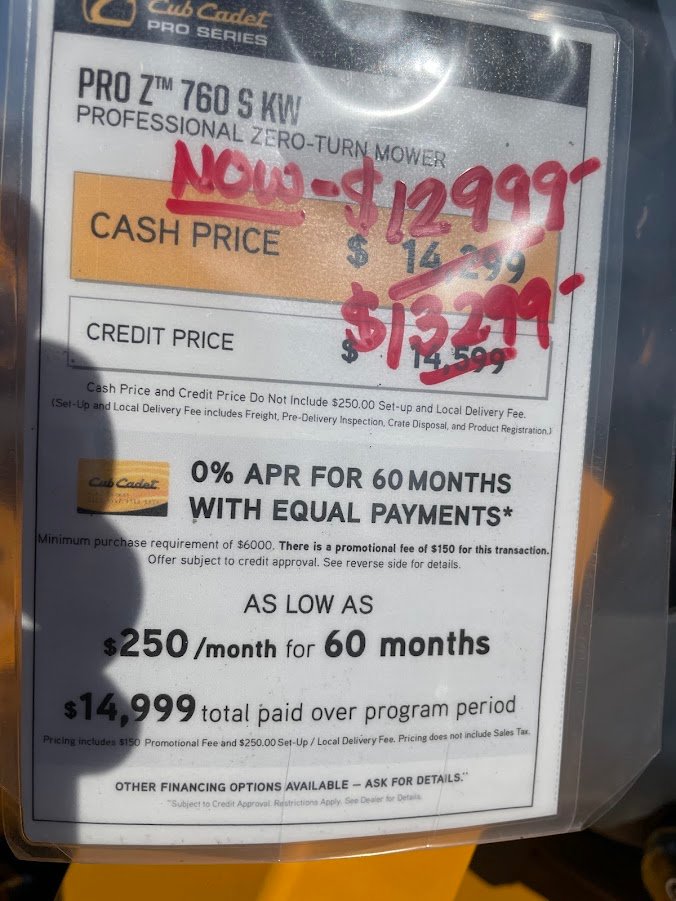 Cub Cadet
PRO SERIES
PRO Z™ 760 S KW
PROFESSIONAL ZERO-TURN MOWER
NOW - $12999-
CASH PRICE $ 14,299
$13299-
CREDIT PRICE $ 14,599
Cash Price and Credit Price Do Not Include $250.00 Set-up and Local Delivery Fee.
(Set-Up and Local Delivery Fee includes Freight, Pre-Delivery Inspection, Crate Disposal, and Product Registration.)
Cub Cadet
0% APR FOR 60 MONTHS
WITH EQUAL PAYMENTS*
Minimum purchase requirement of $6000. There is a promotional fee of $150 for this transaction.
Offer subject to credit approval. See reverse side for details.
AS LOW AS
$250/month for 60 months
$14,999 total paid over program period
Pricing includes $150 Promotional Fee and $250.00 Set-Up / Local Delivery Fee. Pricing does not include Sales Tax.
OTHER FINANCING OPTIONS AVAILABLE — ASK FOR DETAILS.**
**Subject to Credit Approval. Restrictions Apply. See Dealer for Details.